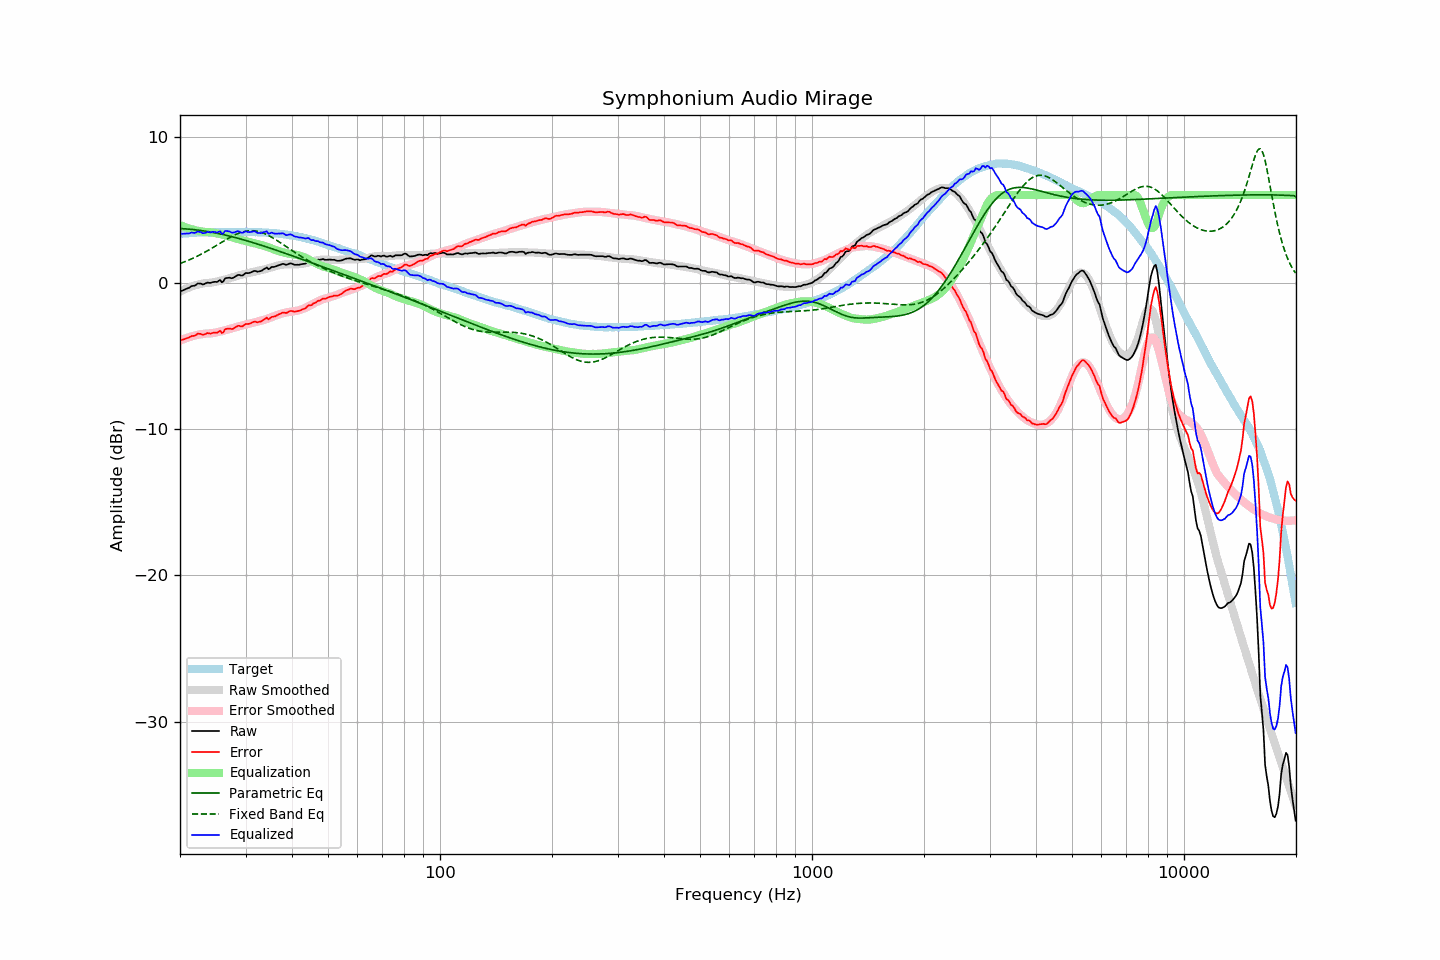 Symphonium Audio Mirage
10
0
−10
−20
−30
Amplitude (dBr)
Target
Raw Smoothed
Error Smoothed
Raw
Error
Equalization
Parametric Eq
Fixed Band Eq
Equalized
100
1000
10000
Frequency (Hz)